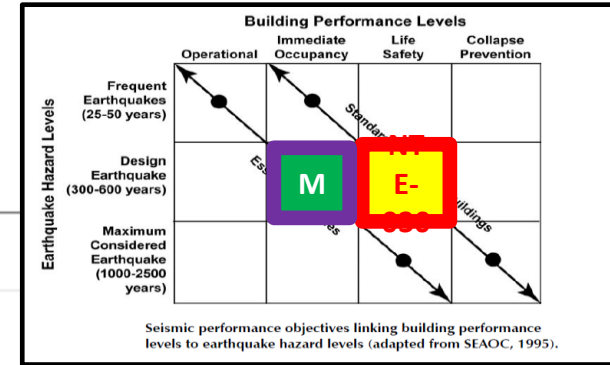 Building Performance Levels
Operational
Immediate
Occupancy
Life
Safety
Collapse
Prevention
Earthquake Hazard Levels
Frequent
Earthquakes
(25-50 years)
Design
Earthquake
(300-600 years)
Maximum
Considered
Earthquake
(1000-2500
years)
M
E-
Seismic performance objectives linking building performance
levels to earthquake hazard levels (adapted from SEAOC, 1995).